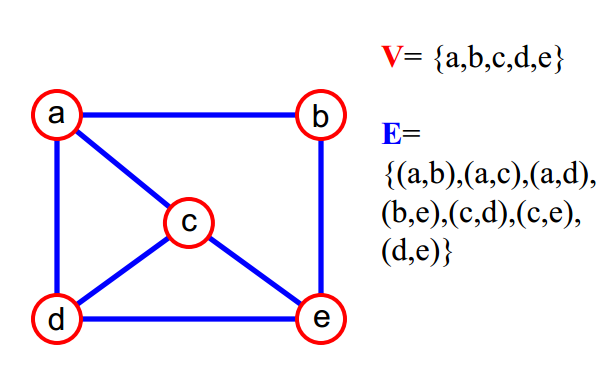 a
b
c
d
e
V= {a,b,c,d,e}
E=
{(a,b),(a,c),(a,d),
(b,e),(c,d),(c,e),
(d,e)}